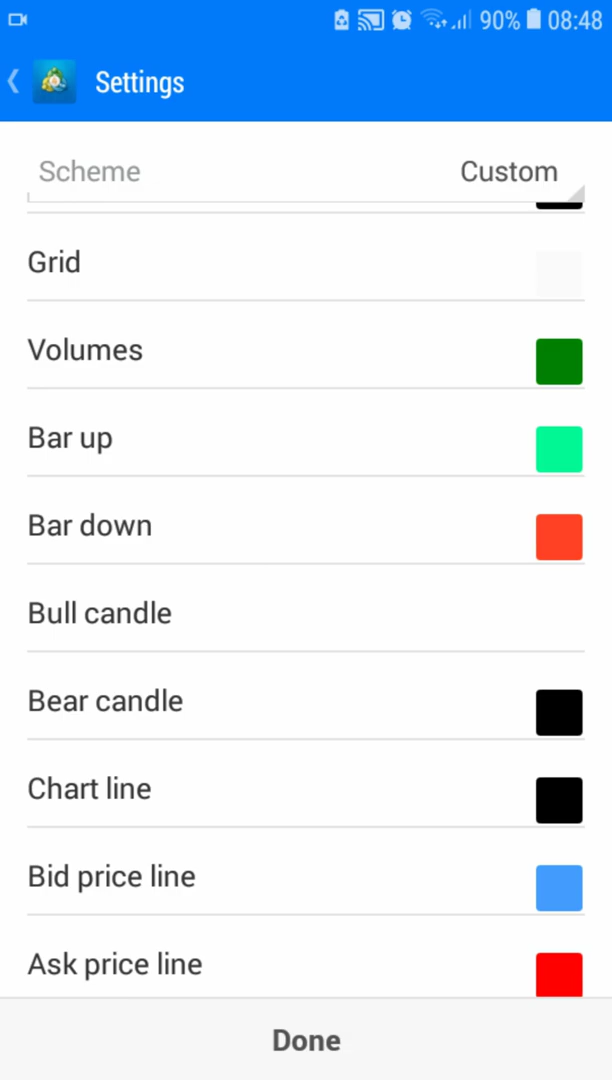 90% 08:48
Settings
Scheme Custom
Grid
Volumes
Bar up
Bar down
Bull candle
Bear candle
Chart line
Bid price line
Ask price line
Done